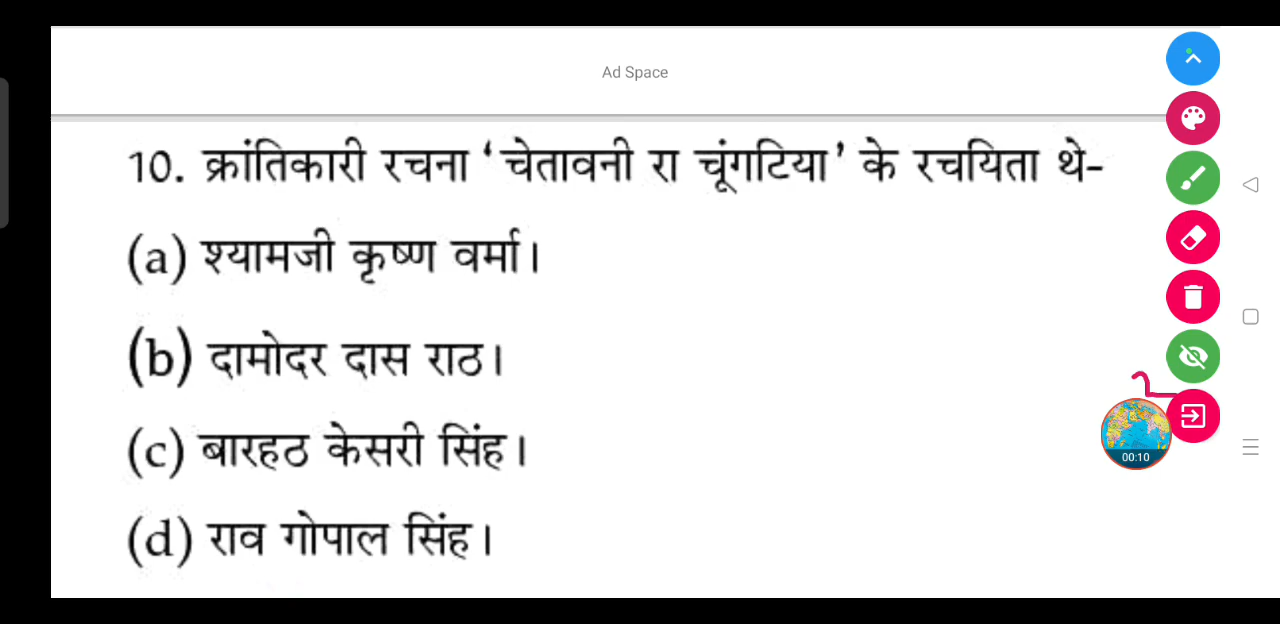 Ad Space
10. क्रांतिकारी रचना ‘चेतावनी रा चूंगटिया’ के रचयिता थे-
(a) श्यामजी कृष्ण वर्मा।
(b) दामोदर दास राठ।
(c) बारहठ केसरी सिंह।
(d) राव गोपाल सिंह।
00:10